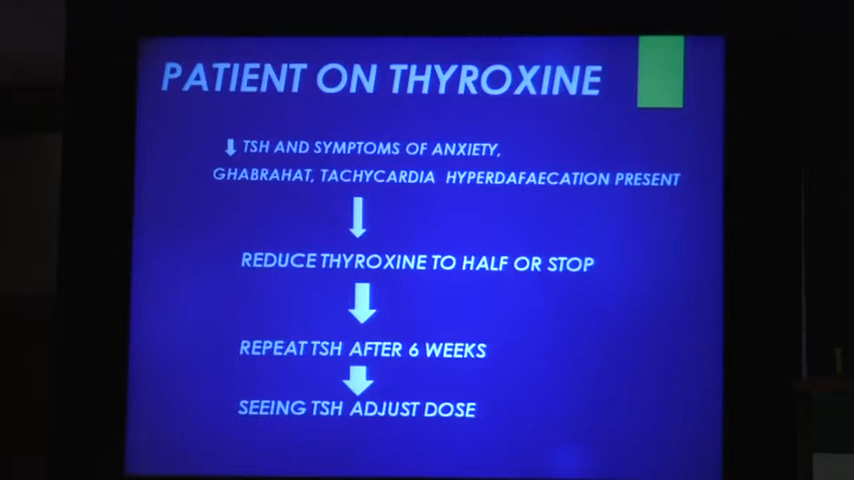 PATIENT ON THYROXINE
⬇ TSH AND SYMPTOMS OF ANXIETY,
GHABRAHAT, TACHYCARDIA HYPERDAFAECATION PRESENT
REDUCE THYROXINE TO HALF OR STOP
REPEAT TSH AFTER 6 WEEKS
SEEING TSH ADJUST DOSE